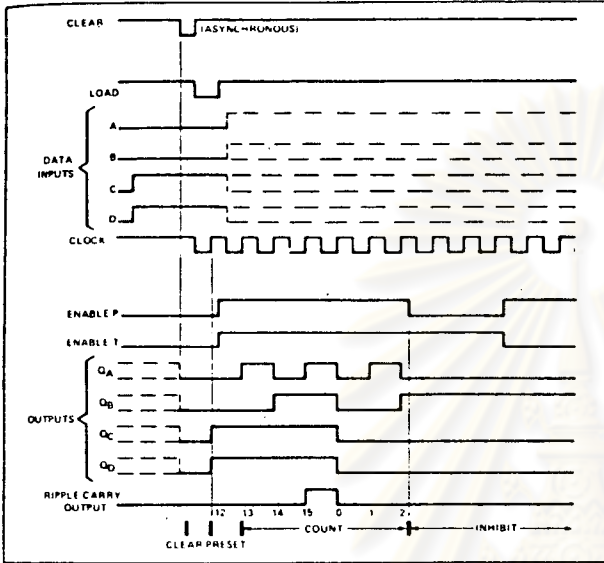 CLEAR
(ASYNCHRONOUS)
LOAD
A
B
DATA
INPUTS
C
D
CLOCK
ENABLE P
ENABLE T
QA
QB
OUTPUTS
QC
QD
RIPPLE CARRY
OUTPUT
12 13 14 15 0 1 2
COUNT
INHIBIT
CLEAR PRESET